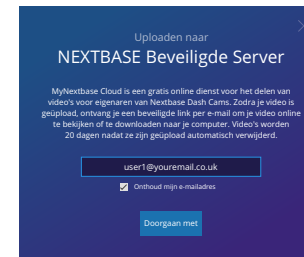 Uploaden naar
NEXTBASE Beveiligde Server
MyNextbase Cloud is een gratis online dienst voor het delen van
video's voor eigenaren van Nextbase Dash Cams. Zodra je video is
geüpload, ontvang je een beveiligde link per e-mail om je video online
te bekijken of te downloaden naar je computer. Video's worden
20 dagen nadat ze zijn geüpload automatisch verwijderd.
user1@youremail.co.uk
Onthoud mijn e-mailadres
Doorgaan met